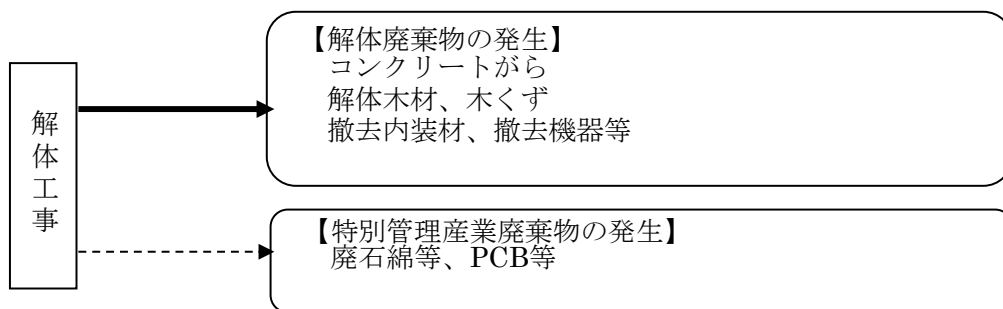 解体工事
【解体廃棄物の発生】
コンクリートがら
解体木材、木くず
撤去内装材、撤去機器等
【特別管理産業廃棄物の発生】
廃石綿等、PCB等